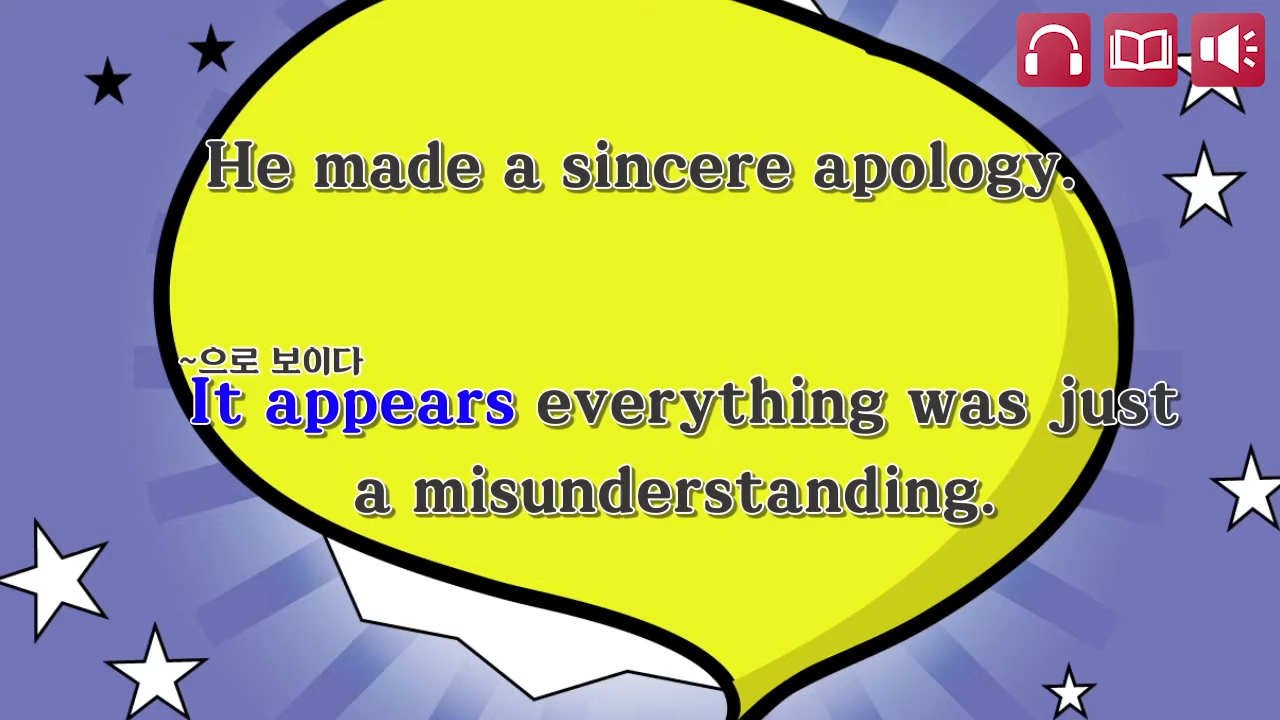 He made a sincere apology.
~으로 보이다
It appears everything was just
a misunderstanding.